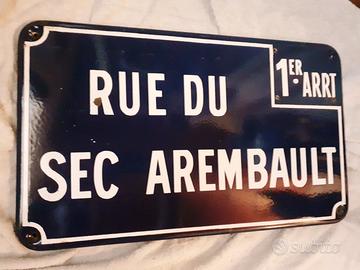 1ER ARRT
RUE DU
SEC AREMBAULT
subito